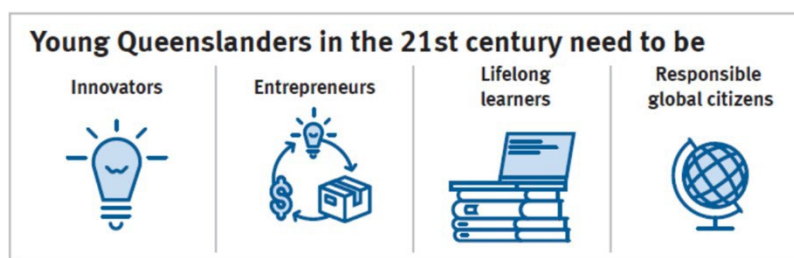 Young Queenslanders in the 21st century need to be
Innovators
Entrepreneurs
Lifelong
learners
Responsible
global citizens